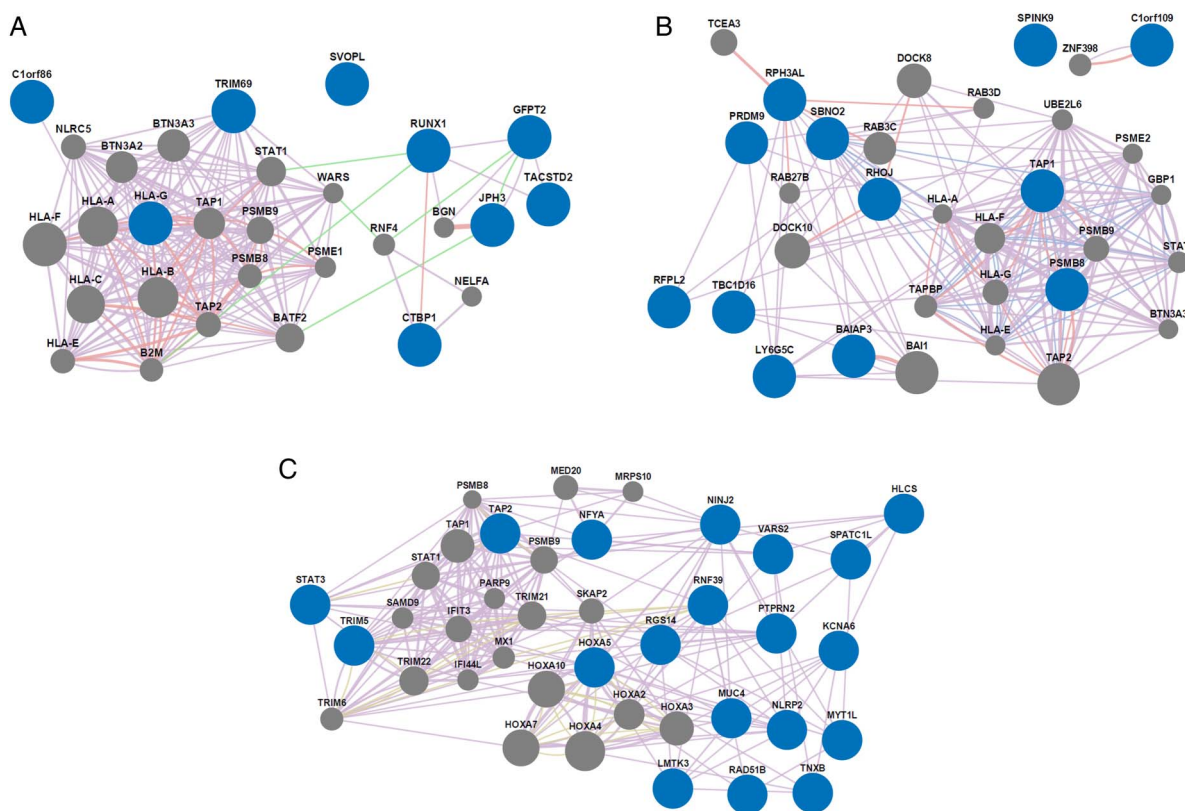 A
C1orf86
SVOPL
TRIM69
GFPT2
NLRC5
BTN3A3
RUNX1
BTN3A2
STAT1
TACSTD2
WARS
HLA-G
HLA-A
TAP1
PSMB9
JPH3
HLA-F
BGN
RNF4
PSMB8
PSME1
HLA-C
HLA-B
NELFA
TAP2
BATF2
CTBP1
HLA-E
B2M
B
TCEA3
SPINK9
C1orf109
ZNF398
DOCK8
RPH3AL
RAB3D
PRDM9
SBNO2
UBE2L6
RAB3C
PSME2
TAP1
RAB27B
RHOJ
GBP1
HLA-A
HLA-F
PSMB9
DOCK10
STAT
HLA-G
PSMB8
RFPL2
TBC1D16
TAPBP
BTN3A3
HLA-E
BAIAP3
LY6G5C
BAI1
TAP2
C
PSMB8
MED20
MRPS10
HLCS
TAP2
NFYA
NINJ2
TAP1
VARS2
SPATC1L
PSMB9
STAT1
STAT3
PARP9
RNF39
SAMD9
TRIM21
SKAP2
IFIT3
PTPRN2
TRIM5
RGS14
KCNA6
MX1
HOXA5
TRIM22
IFI44L
HOXA10
TRIM6
HOXA2
MUC4
NLRP2
HOXA3
MYT1L
HOXA7
HOXA4
LMTK3
RAD51B
TNXB